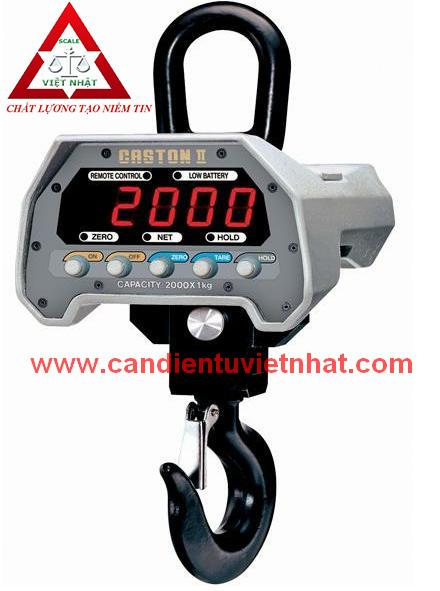 SCALE
VIỆT NHẬT
CHẤT LƯỢNG TẠO NIỀM TIN
CASTON II
REMOTE CONTROL LOW BATTERY
2000
ZERO NET HOLD
ON OFF ZERO TARE HOLD
CAPACITY: 2000X1kg
www.candientuvietnhat.com